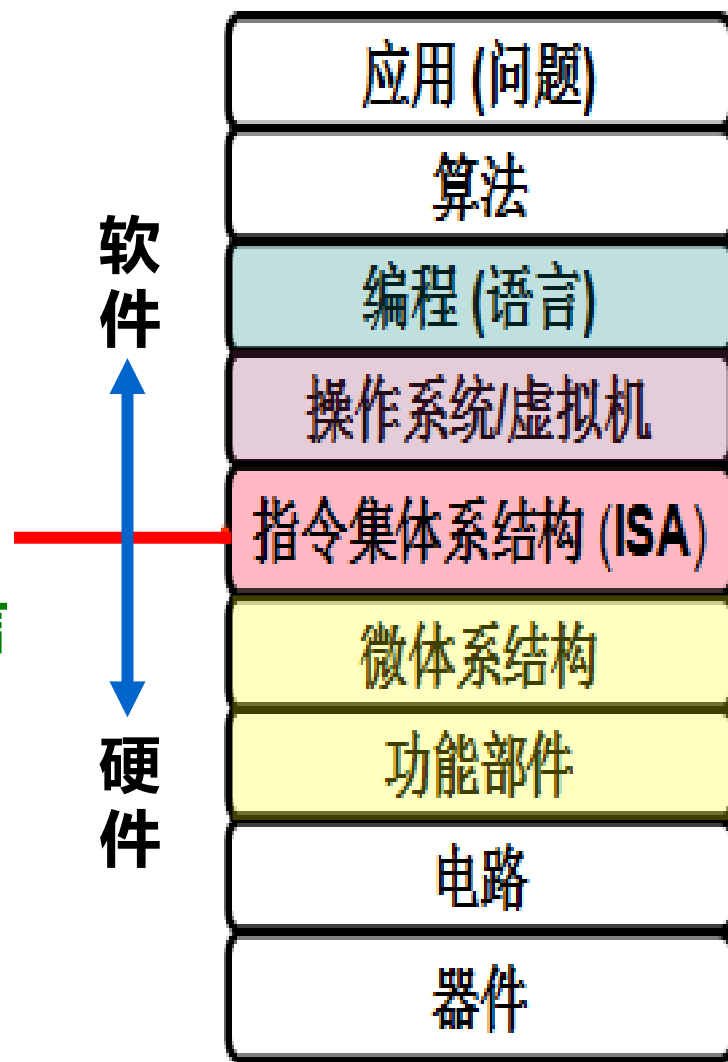 应用 (问题)
算法
编程 (语言)
操作系统/虚拟机
指令集体系结构 (ISA)
微体系结构
功能部件
电路
器件
软件
硬件